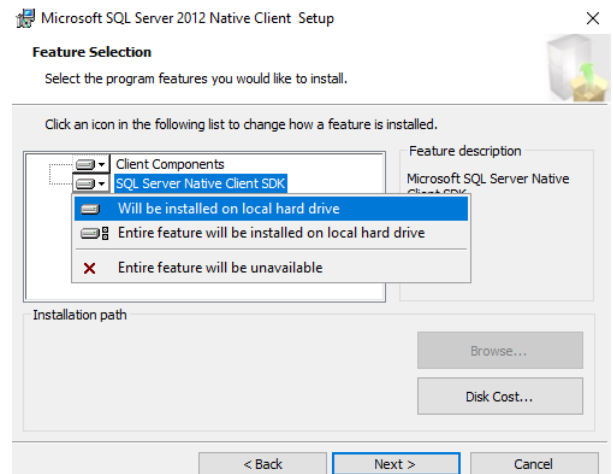 Microsoft SQL Server 2012 Native Client Setup
Feature Selection
Select the program features you would like to install.
Click an icon in the following list to change how a feature is installed.
Client Components
SQL Server Native Client SDK
Will be installed on local hard drive
Entire feature will be installed on local hard drive
Entire feature will be unavailable
Feature description
Microsoft SQL Server Native
Client SDK
Installation path
Browse...
Disk Cost...
< Back
Next >
Cancel